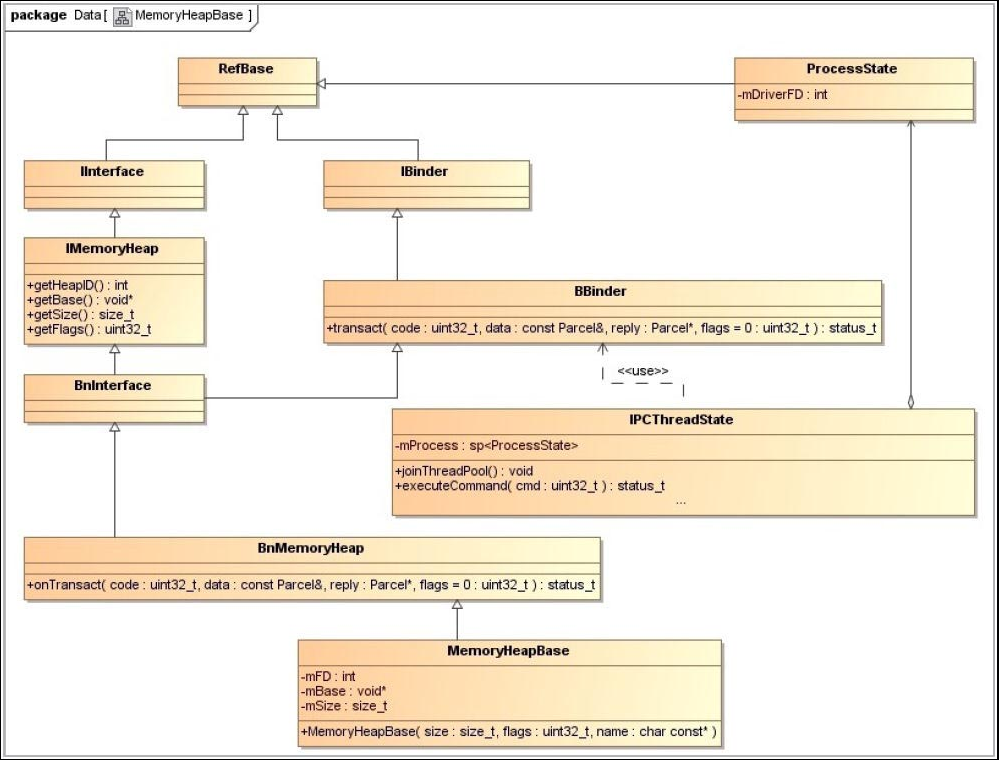 package Data[ MemoryHeapBase ]
RefBase
ProcessState
-mDriverFD : int
IInterface
IBinder
IMemoryHeap
+getHeapID() : int
+getBase() : void*
+getSize() : size_t
+getFlags() : uint32_t
BBinder
+transact( code : uint32_t, data : const Parcel&, reply : Parcel*, flags = 0 : uint32_t ) : status_t
BnInterface
<<use>>
IPCThreadState
-mProcess : sp<ProcessState>
+joinThreadPool() : void
+executeCommand( cmd : uint32_t ) : status_t
...
BnMemoryHeap
+onTransact( code : uint32_t, data : const Parcel&, reply : Parcel*, flags = 0 : uint32_t ) : status_t
MemoryHeapBase
-mFD : int
-mBase : void*
-mSize : size_t
+MemoryHeapBase( size : size_t, flags : uint32_t, name : char const* )